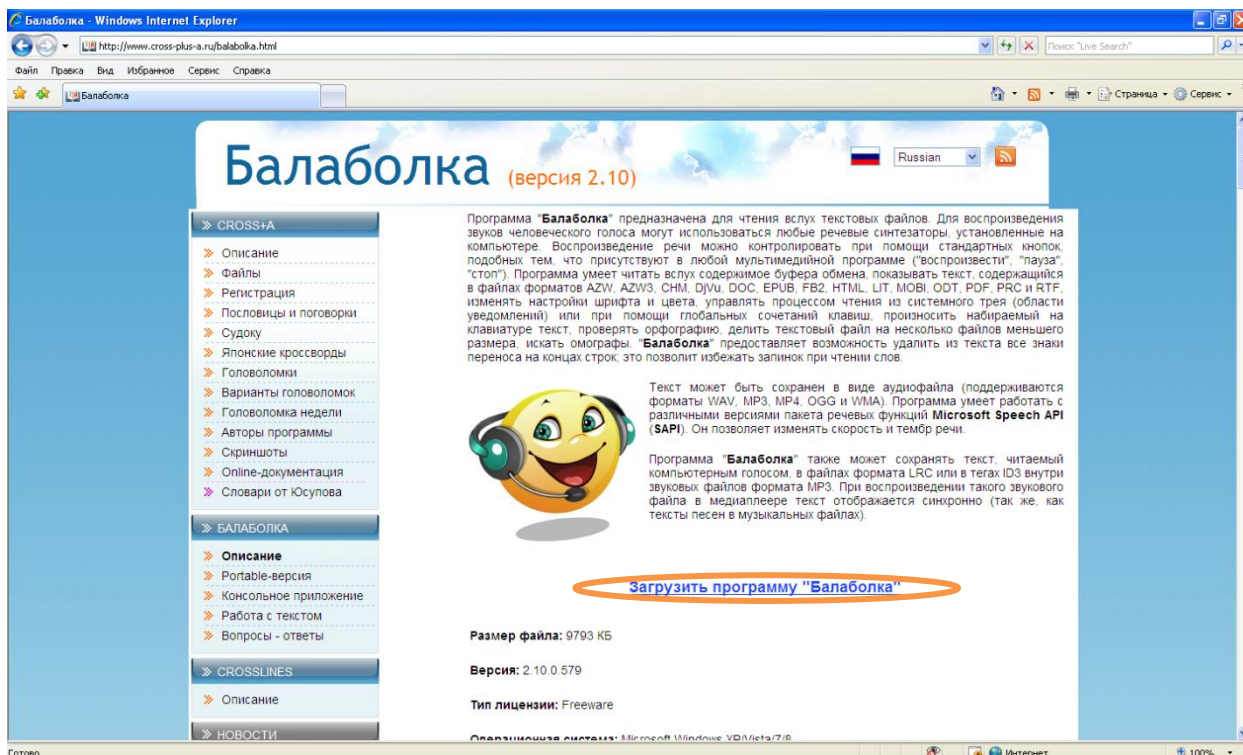 Балаболка - Windows Internet Explorer
http://www.cross-plus-a.ru/balabolka.html
Поиск "Live Search"
Файл Правка Вид Избранное Сервис Справка
Балаболка
Страница Сервис
Балаболка (версия 2.10)
Russian
CROSS+A
Описание
Файлы
Регистрация
Пословицы и поговорки
Судоку
Японские кроссворды
Головоломки
Варианты головоломок
Головоломка недели
Авторы программы
Скриншоты
Online-документация
Словари от Юсупова
БАЛАБОЛКА
Описание
Portable-версия
Консольное приложение
Работа с текстом
Вопросы - ответы
CROSSLINES
Описание
НОВОСТИ
Программа "Балаболка" предназначена для чтения вслух текстовых файлов. Для воспроизведения
звуков человеческого голоса могут использоваться любые речевые синтезаторы, установленные на
компьютере. Воспроизведение речи можно контролировать при помощи стандартных кнопок,
подобных тем, что присутствуют в любой мультимедийной программе ("воспроизвести", "пауза",
"стоп"). Программа умеет читать вслух содержимое буфера обмена, показывать текст, содержащийся
в файлах форматов AZW, AZW3, CHM, DjVu, DOC, EPUB, FB2, HTML, LIT, MOBI, ODT, PDF, PRC и RTF,
изменять настройки шрифта и цвета, управлять процессом чтения из системного трея (области
уведомлений) или при помощи глобальных сочетаний клавиш, произносить набираемый на
клавиатуре текст, проверять орфографию, делить текстовый файл на несколько файлов меньшего
размера, искать омографы. "Балаболка" предоставляет возможность удалить из текста все знаки
переноса на концах строк; это позволит избежать запинок при чтении слов.
Текст может быть сохранен в виде аудиофайла (поддерживаются
форматы WAV, MP3, MP4, OGG и WMA). Программа умеет работать с
различными версиями пакета речевых функций Microsoft Speech API
(SAPI). Он позволяет изменять скорость и тембр речи.
Программа "Балаболка" также может сохранять текст, читаемый
компьютерным голосом, в файлах формата LRC или в тегах ID3 внутри
звуковых файлов формата MP3. При воспроизведении такого звукового
файла в медиаплеере текст отображается синхронно (так же, как
тексты песен в музыкальных файлах).
Загрузить программу "Балаболка"
Размер файла: 9793 КБ
Версия: 2.10.0.579
Тип лицензии: Freeware
Операционная система: Microsoft Windows XP/Vista/7/8
Готово
Интернет
100%